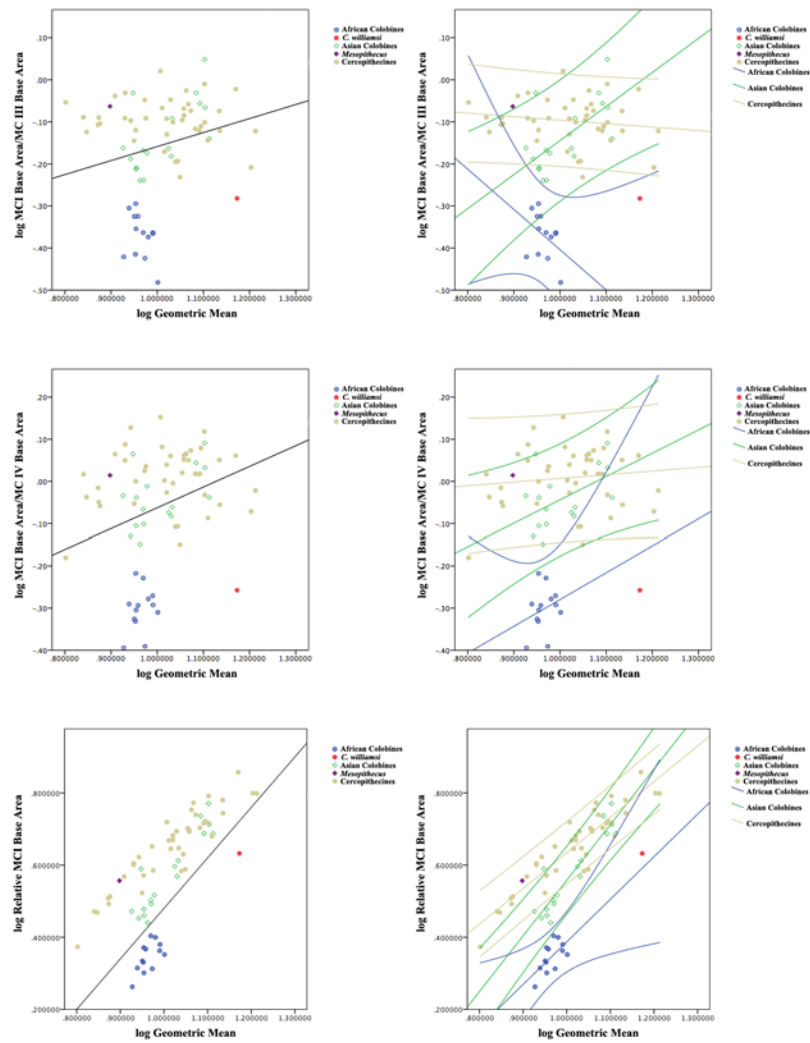 log MCI Base Area/MC III Base Area
.10
.00
-.10
-.20
-.30
-.40
-.50
.800000 .900000 1.000000 1.100000 1.200000 1.300000
log Geometric Mean
African Colobines
C. williamsi
Asian Colobines
Mesopithecus
Cercopithecines
log MCI Base Area/MC III Base Area
.10
.00
-.10
-.20
-.30
-.40
-.50
.800000 .900000 1.000000 1.100000 1.200000 1.300000
log Geometric Mean
African Colobines
C. williamsi
Asian Colobines
Mesopithecus
Cercopithecines
African Colobines
Asian Colobines
Cercopithecines
log MCI Base Area/MC IV Base Area
.20
.10
.00
-.10
-.20
-.30
-.40
.800000 .900000 1.000000 1.100000 1.200000 1.300000
log Geometric Mean
African Colobines
C. williamsi
Asian Colobines
Mesopithecus
Cercopithecines
log MCI Base Area/MC IV Base Area
.20
.10
.00
-.10
-.20
-.30
-.40
.800000 .900000 1.000000 1.100000 1.200000 1.300000
log Geometric Mean
African Colobines
C. williamsi
Asian Colobines
Mesopithecus
Cercopithecines
African Colobines
Asian Colobines
Cercopithecines
log Relative MCI Base Area
.800000
.600000
.400000
.200000
.800000 .900000 1.000000 1.100000 1.200000 1.300000
log Geometric Mean
African Colobines
C. williamsi
Asian Colobines
Mesopithecus
Cercopithecines
log Relative MCI Base Area
.800000
.600000
.400000
.200000
.800000 .900000 1.000000 1.100000 1.200000 1.300000
log Geometric Mean
African Colobines
C. williamsi
Asian Colobines
Mesopithecus
Cercopithecines
African Colobines
Asian Colobines
Cercopithecines